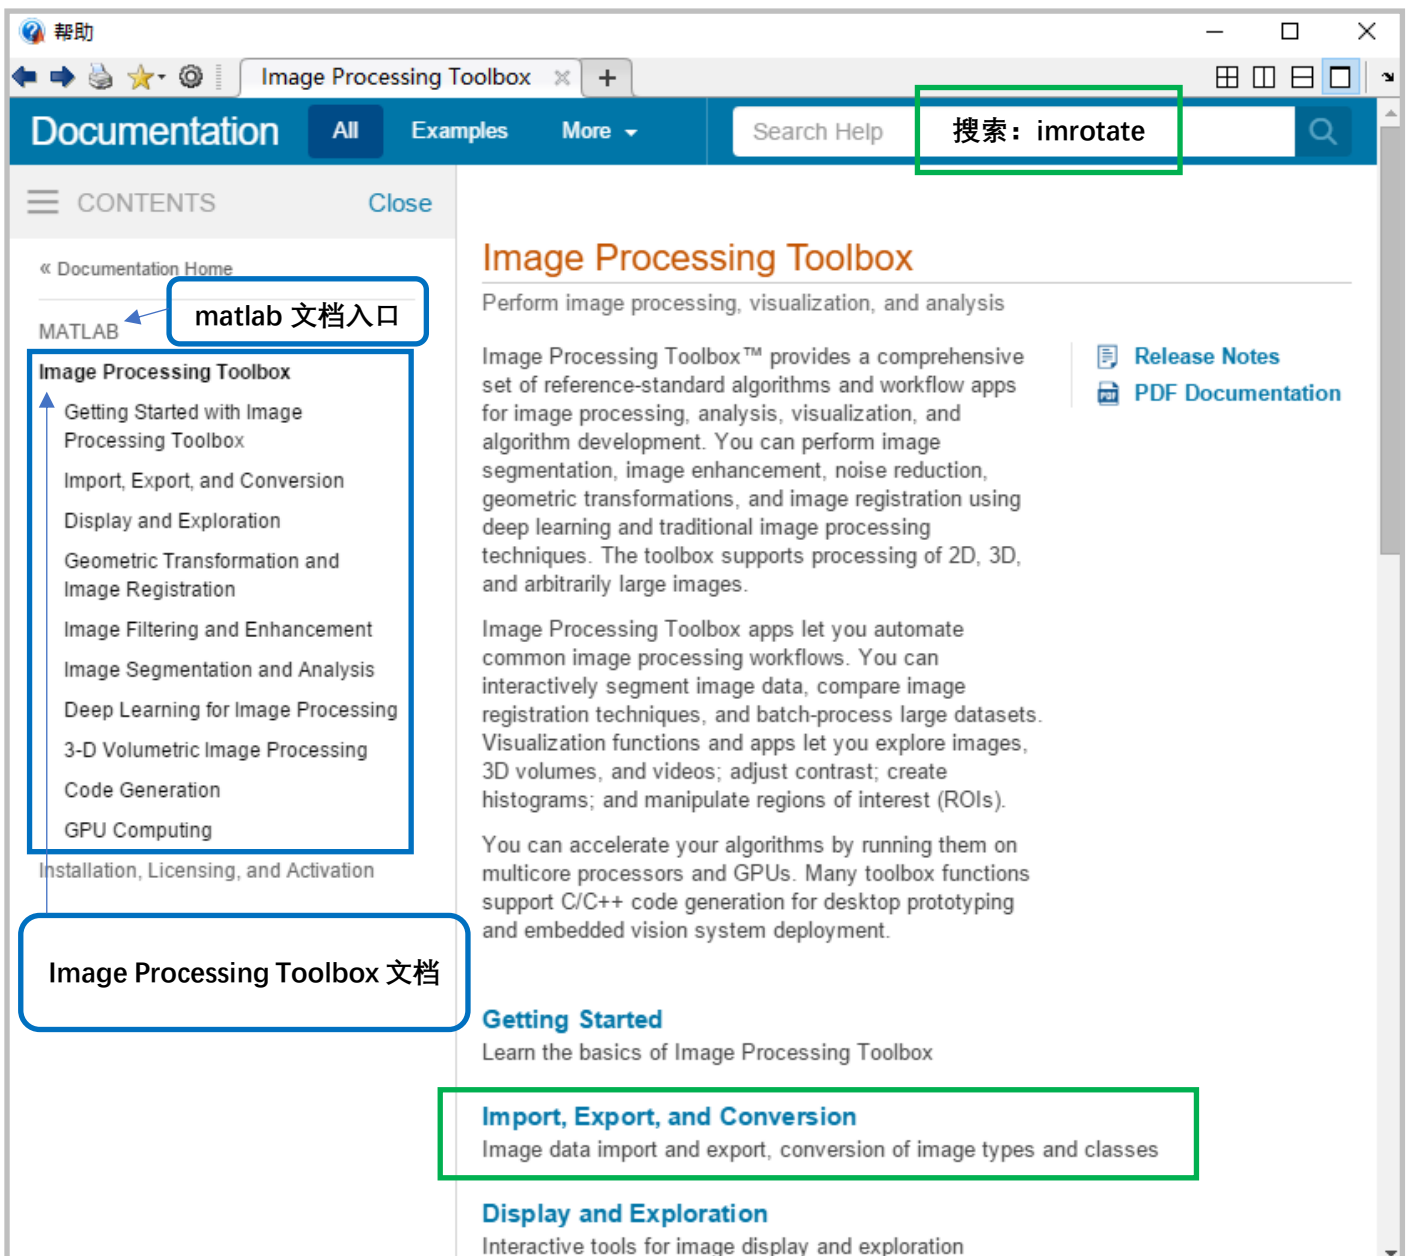 帮助
Image Processing Toolbox
Documentation
All
Examples
More
Search Help
搜索：imrotate
CONTENTS
Close
« Documentation Home
matlab 文档入口
MATLAB
Image Processing Toolbox
Getting Started with Image
Processing Toolbox
Import, Export, and Conversion
Display and Exploration
Geometric Transformation and
Image Registration
Image Filtering and Enhancement
Image Segmentation and Analysis
Deep Learning for Image Processing
3-D Volumetric Image Processing
Code Generation
GPU Computing
Installation, Licensing, and Activation
Image Processing Toolbox 文档
Image Processing Toolbox
Perform image processing, visualization, and analysis
Image Processing Toolbox™ provides a comprehensive
set of reference-standard algorithms and workflow apps
for image processing, analysis, visualization, and
algorithm development. You can perform image
segmentation, image enhancement, noise reduction,
geometric transformations, and image registration using
deep learning and traditional image processing
techniques. The toolbox supports processing of 2D, 3D,
and arbitrarily large images.
Release Notes
PDF Documentation
Image Processing Toolbox apps let you automate
common image processing workflows. You can
interactively segment image data, compare image
registration techniques, and batch-process large datasets.
Visualization functions and apps let you explore images,
3D volumes, and videos; adjust contrast; create
histograms; and manipulate regions of interest (ROIs).
You can accelerate your algorithms by running them on
multicore processors and GPUs. Many toolbox functions
support C/C++ code generation for desktop prototyping
and embedded vision system deployment.
Getting Started
Learn the basics of Image Processing Toolbox
Import, Export, and Conversion
Image data import and export, conversion of image types and classes
Display and Exploration
Interactive tools for image display and exploration